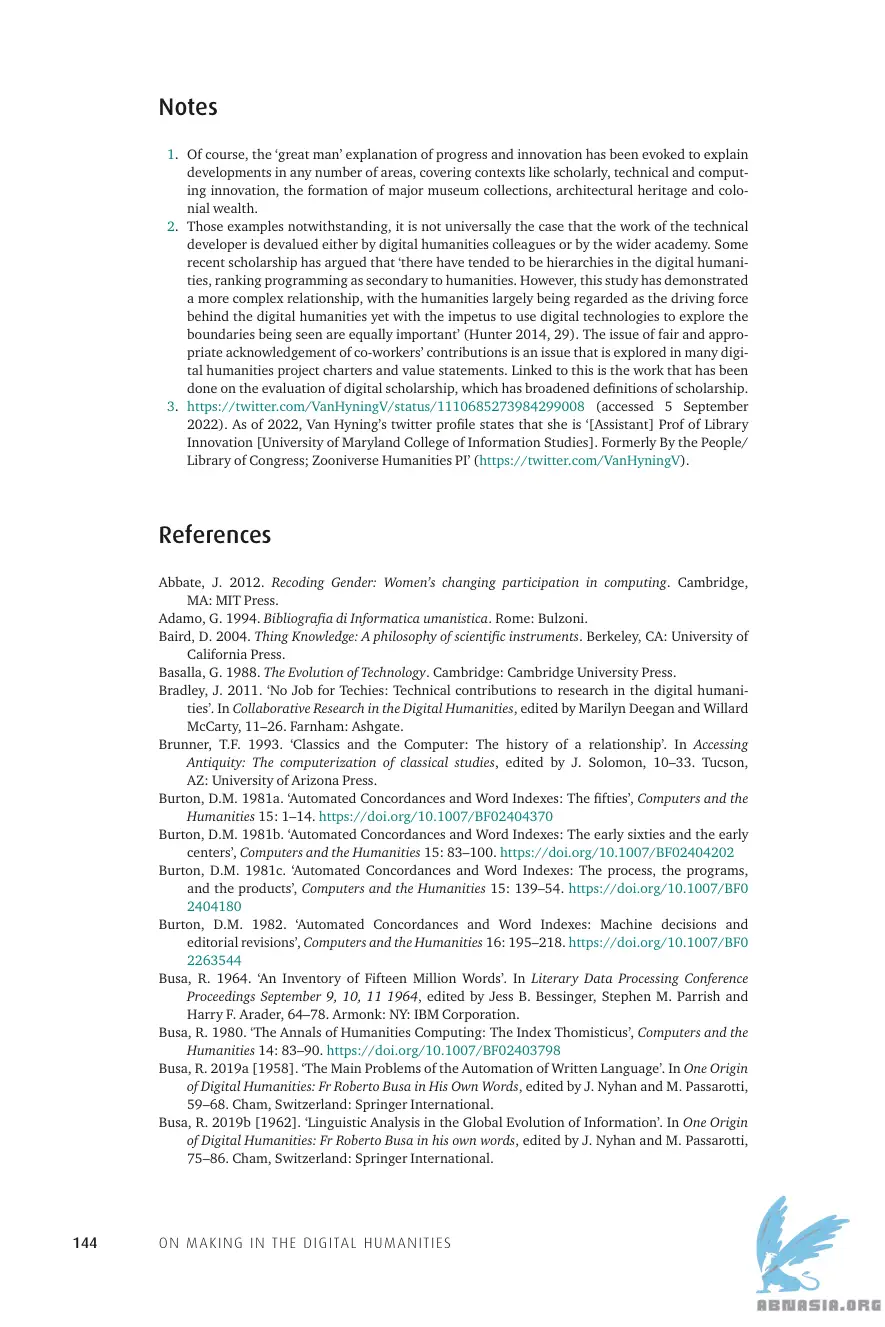 Notes
1. Of course, the ‘great man’ explanation of progress and innovation has been evoked to explain
developments in any number of areas, covering contexts like scholarly, technical and comput-
ing innovation, the formation of major museum collections, architectural heritage and colo-
nial wealth.
2. Those examples notwithstanding, it is not universally the case that the work of the technical
developer is devalued either by digital humanities colleagues or by the wider academy. Some
recent scholarship has argued that ‘there have tended to be hierarchies in the digital humani-
ties, ranking programming as secondary to humanities. However, this study has demonstrated
a more complex relationship, with the humanities largely being regarded as the driving force
behind the digital humanities yet with the impetus to use digital technologies to explore the
boundaries being seen are equally important’ (Hunter 2014, 29). The issue of fair and appro-
priate acknowledgement of co-workers’ contributions is an issue that is explored in many digi-
tal humanities project charters and value statements. Linked to this is the work that has been
done on the evaluation of digital scholarship, which has broadened definitions of scholarship.
3. https://twitter.com/VanHyningV/status/1110685273984299008 (accessed 5 September
2022). As of 2022, Van Hyning’s twitter profile states that she is ‘[Assistant] Prof of Library
Innovation [University of Maryland College of Information Studies]. Formerly By the People/
Library of Congress; Zooniverse Humanities PI’ (https://twitter.com/VanHyningV).
References
Abbate, J. 2012. Recoding Gender: Women’s changing participation in computing. Cambridge,
MA: MIT Press.
Adamo, G. 1994. Bibliografia di Informatica umanistica. Rome: Bulzoni.
Baird, D. 2004. Thing Knowledge: A philosophy of scientific instruments. Berkeley, CA: University of
California Press.
Basalla, G. 1988. The Evolution of Technology. Cambridge: Cambridge University Press.
Bradley, J. 2011. ‘No Job for Techies: Technical contributions to research in the digital humani-
ties’. In Collaborative Research in the Digital Humanities, edited by Marilyn Deegan and Willard
McCarty, 11–26. Farnham: Ashgate.
Brunner, T.F. 1993. ‘Classics and the Computer: The history of a relationship’. In Accessing
Antiquity: The computerization of classical studies, edited by J. Solomon, 10–33. Tucson,
AZ: University of Arizona Press.
Burton, D.M. 1981a. ‘Automated Concordances and Word Indexes: The fifties’, Computers and the
Humanities 15: 1–14. https://doi.org/10.1007/BF02404370
Burton, D.M. 1981b. ‘Automated Concordances and Word Indexes: The early sixties and the early
centers’, Computers and the Humanities 15: 83–100. https://doi.org/10.1007/BF02404202
Burton, D.M. 1981c. ‘Automated Concordances and Word Indexes: The process, the programs,
and the products’, Computers and the Humanities 15: 139–54. https://doi.org/10.1007/BF0
2404180
Burton, D.M. 1982. ‘Automated Concordances and Word Indexes: Machine decisions and
editorial revisions’, Computers and the Humanities 16: 195–218. https://doi.org/10.1007/BF0
2263544
Busa, R. 1964. ‘An Inventory of Fifteen Million Words’. In Literary Data Processing Conference
Proceedings September 9, 10, 11 1964, edited by Jess B. Bessinger, Stephen M. Parrish and
Harry F. Arader, 64–78. Armonk: NY: IBM Corporation.
Busa, R. 1980. ‘The Annals of Humanities Computing: The Index Thomisticus’, Computers and the
Humanities 14: 83–90. https://doi.org/10.1007/BF02403798
Busa, R. 2019a [1958]. ‘The Main Problems of the Automation of Written Language’. In One Origin
of Digital Humanities: Fr Roberto Busa in His Own Words, edited by J. Nyhan and M. Passarotti,
59–68. Cham, Switzerland: Springer International.
Busa, R. 2019b [1962]. ‘Linguistic Analysis in the Global Evolution of Information’. In One Origin
of Digital Humanities: Fr Roberto Busa in his own words, edited by J. Nyhan and M. Passarotti,
75–86. Cham, Switzerland: Springer International.
144 ON MAKING IN THE DIGITAL HUMANITIES
ABNASIA.ORG